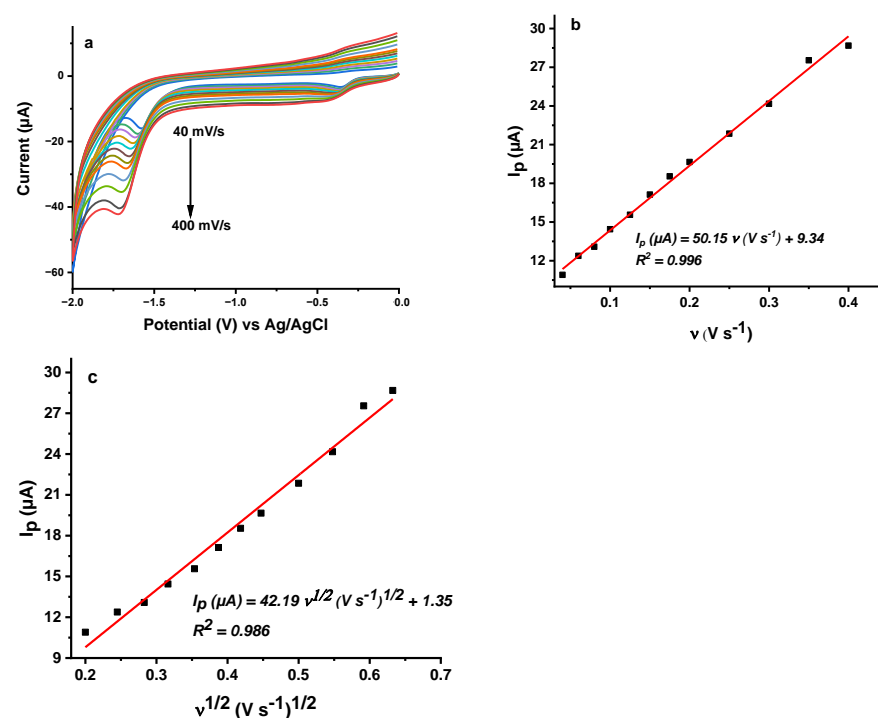 a
0
−20
−40
−60
Current (µA)
40 mV/s
400 mV/s
−2.0
−1.5
−1.0
−0.5
0.0
Potential (V) vs Ag/AgCl
b
30
27
24
21
18
15
12
Ip (µA)
Ip (µA) = 50.15 ν (V s⁻¹) + 9.34
R² = 0.996
0.1
0.2
0.3
0.4
ν (V s⁻¹)
c
30
27
24
21
18
15
12
9
Ip (µA)
Ip (µA) = 42.19 ν^1/2 (V s⁻¹)^1/2 + 1.35
R² = 0.986
0.2
0.3
0.4
0.5
0.6
0.7
ν^1/2 (V s⁻¹)^1/2